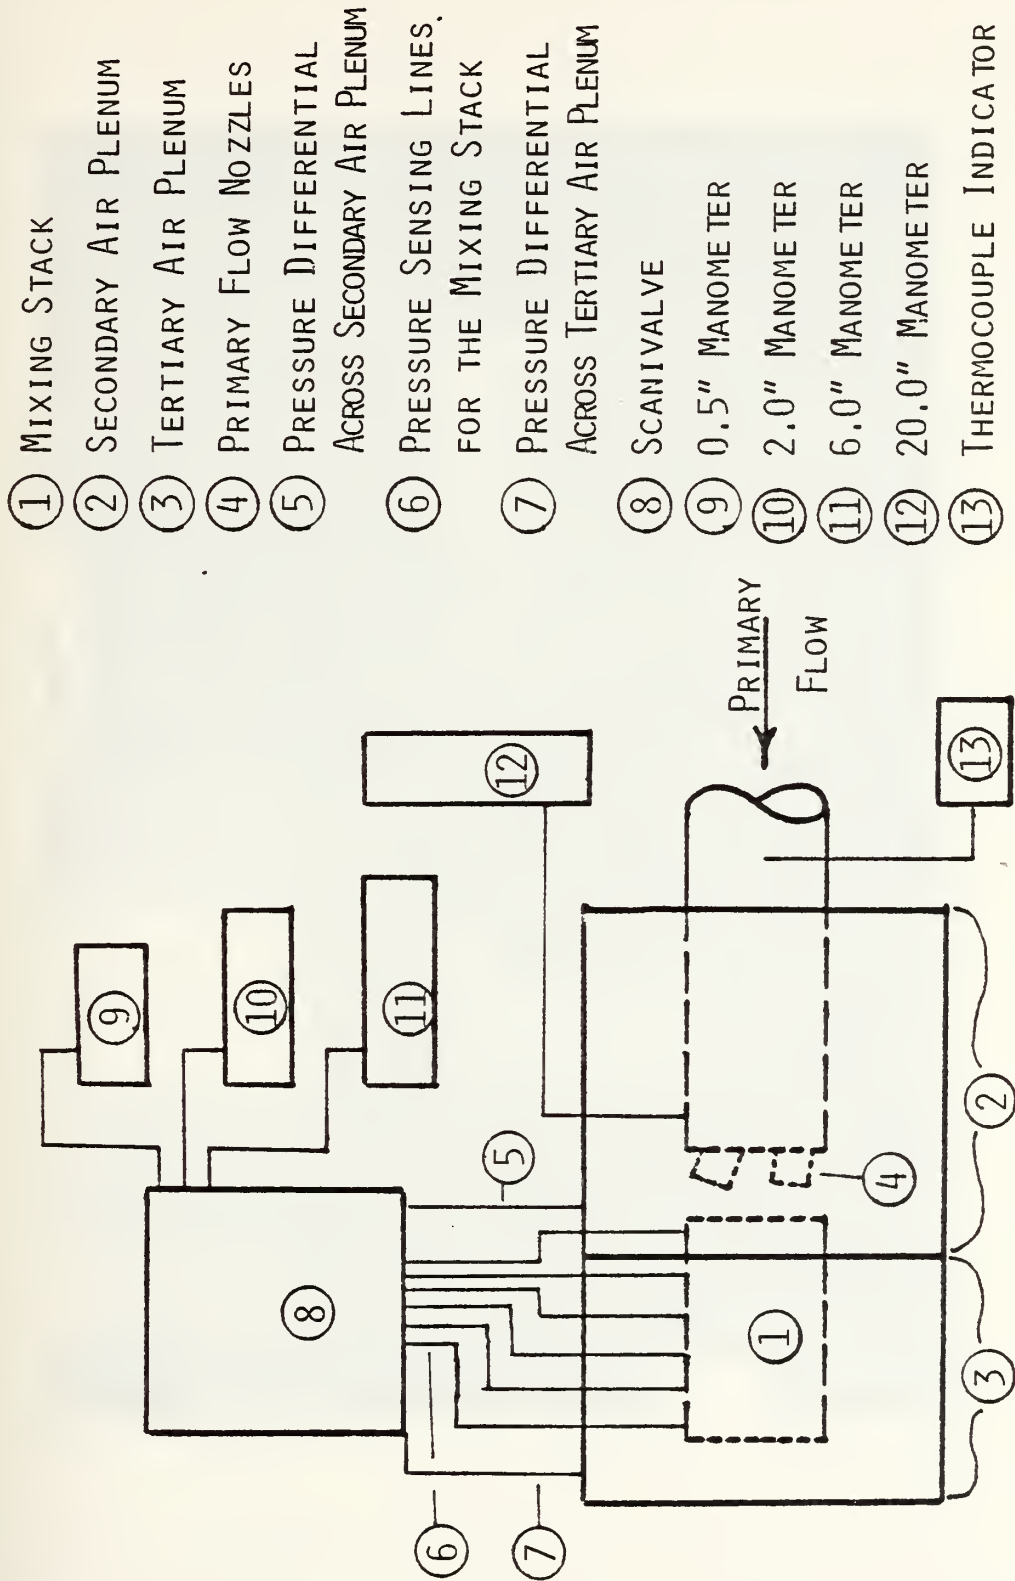 ① MIXING STACK
② SECONDARY AIR PLENUM
③ TERTIARY AIR PLENUM
④ PRIMARY FLOW NOZZLES
⑤ PRESSURE DIFFERENTIAL
ACROSS SECONDARY AIR PLENUM
⑥ PRESSURE SENSING LINES
FOR THE MIXING STACK
⑦ PRESSURE DIFFERENTIAL
ACROSS TERTIARY AIR PLENUM
⑧ SCANIVALVE
⑨ 0.5" MANOMETER
⑩ 2.0" MANOMETER
⑪ 6.0" MANOMETER
⑫ 20.0" MANOMETER
⑬ THERMOCOUPLE INDICATOR
⑨
⑩
⑪
⑫
⑧
⑤
⑥
⑦
PRIMARY
FLOW
⑬
①
④
②
③